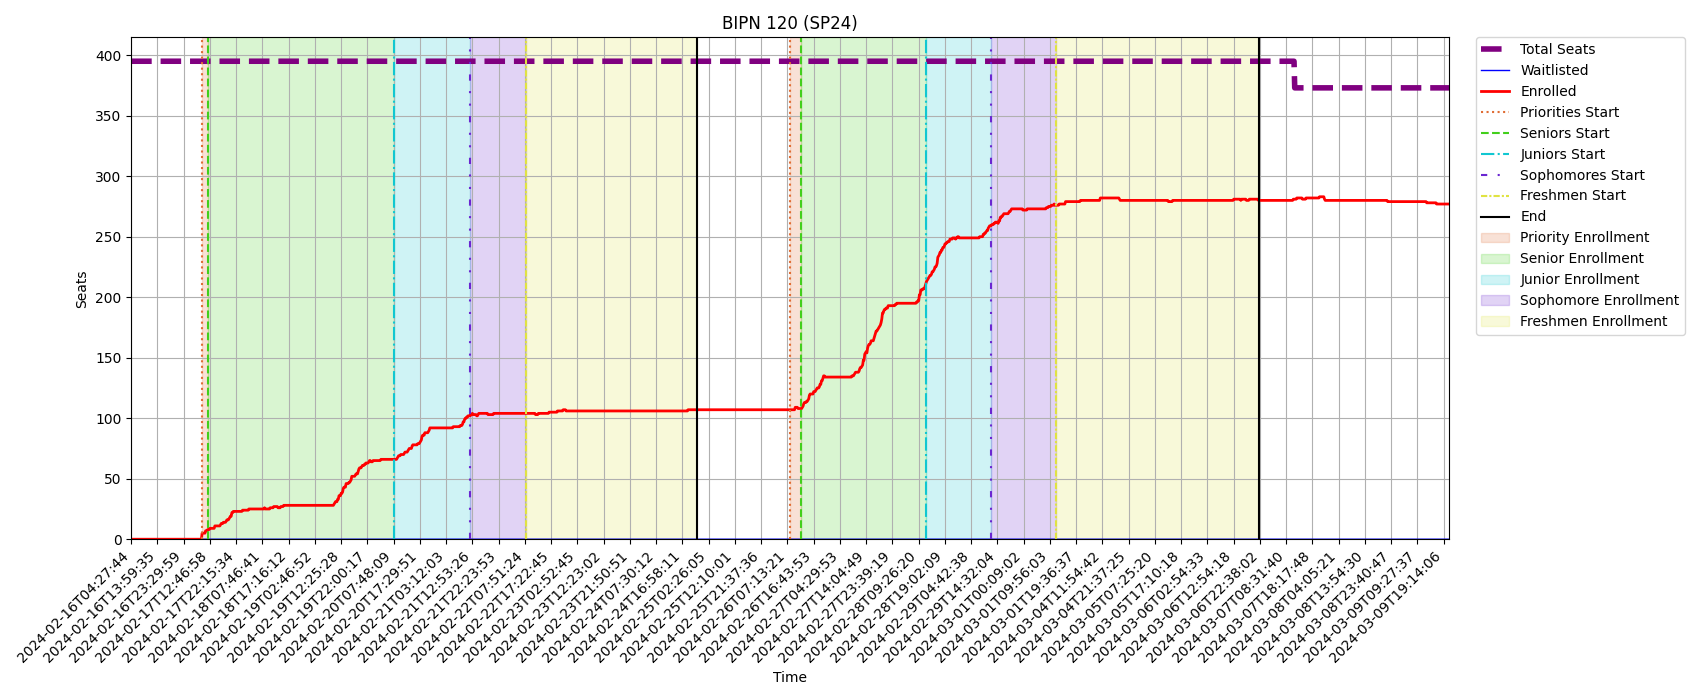 BIPN 120 (SP24)
400
350
300
250
200
150
100
50
0
Seats
2024-02-16T04:27:44
2024-02-16T13:59:35
2024-02-16T23:29:59
2024-02-17T12:46:58
2024-02-17T22:15:34
2024-02-18T07:46:41
2024-02-18T17:16:12
2024-02-19T02:46:52
2024-02-19T12:25:28
2024-02-19T22:00:17
2024-02-20T07:48:09
2024-02-20T17:29:51
2024-02-21T03:12:03
2024-02-21T12:53:26
2024-02-21T22:23:53
2024-02-22T07:51:24
2024-02-22T17:22:45
2024-02-23T02:52:45
2024-02-23T12:23:02
2024-02-23T21:50:51
2024-02-24T07:30:12
2024-02-24T16:58:11
2024-02-25T02:26:05
2024-02-25T12:10:01
2024-02-25T21:37:36
2024-02-26T07:13:21
2024-02-26T16:43:53
2024-02-27T04:29:53
2024-02-27T14:04:49
2024-02-27T23:39:19
2024-02-28T09:26:20
2024-02-28T19:02:09
2024-02-29T04:42:38
2024-02-29T14:32:04
2024-03-01T00:09:02
2024-03-01T09:56:03
2024-03-01T19:36:37
2024-03-04T11:54:42
2024-03-04T21:37:25
2024-03-05T07:25:20
2024-03-05T17:10:18
2024-03-06T02:54:33
2024-03-06T12:54:18
2024-03-06T22:38:02
2024-03-07T08:31:40
2024-03-07T18:17:48
2024-03-08T04:05:21
2024-03-08T13:54:30
2024-03-08T23:40:47
2024-03-09T09:27:37
2024-03-09T19:14:06
Time
Total Seats
Waitlisted
Enrolled
Priorities Start
Seniors Start
Juniors Start
Sophomores Start
Freshmen Start
End
Priority Enrollment
Senior Enrollment
Junior Enrollment
Sophomore Enrollment
Freshmen Enrollment